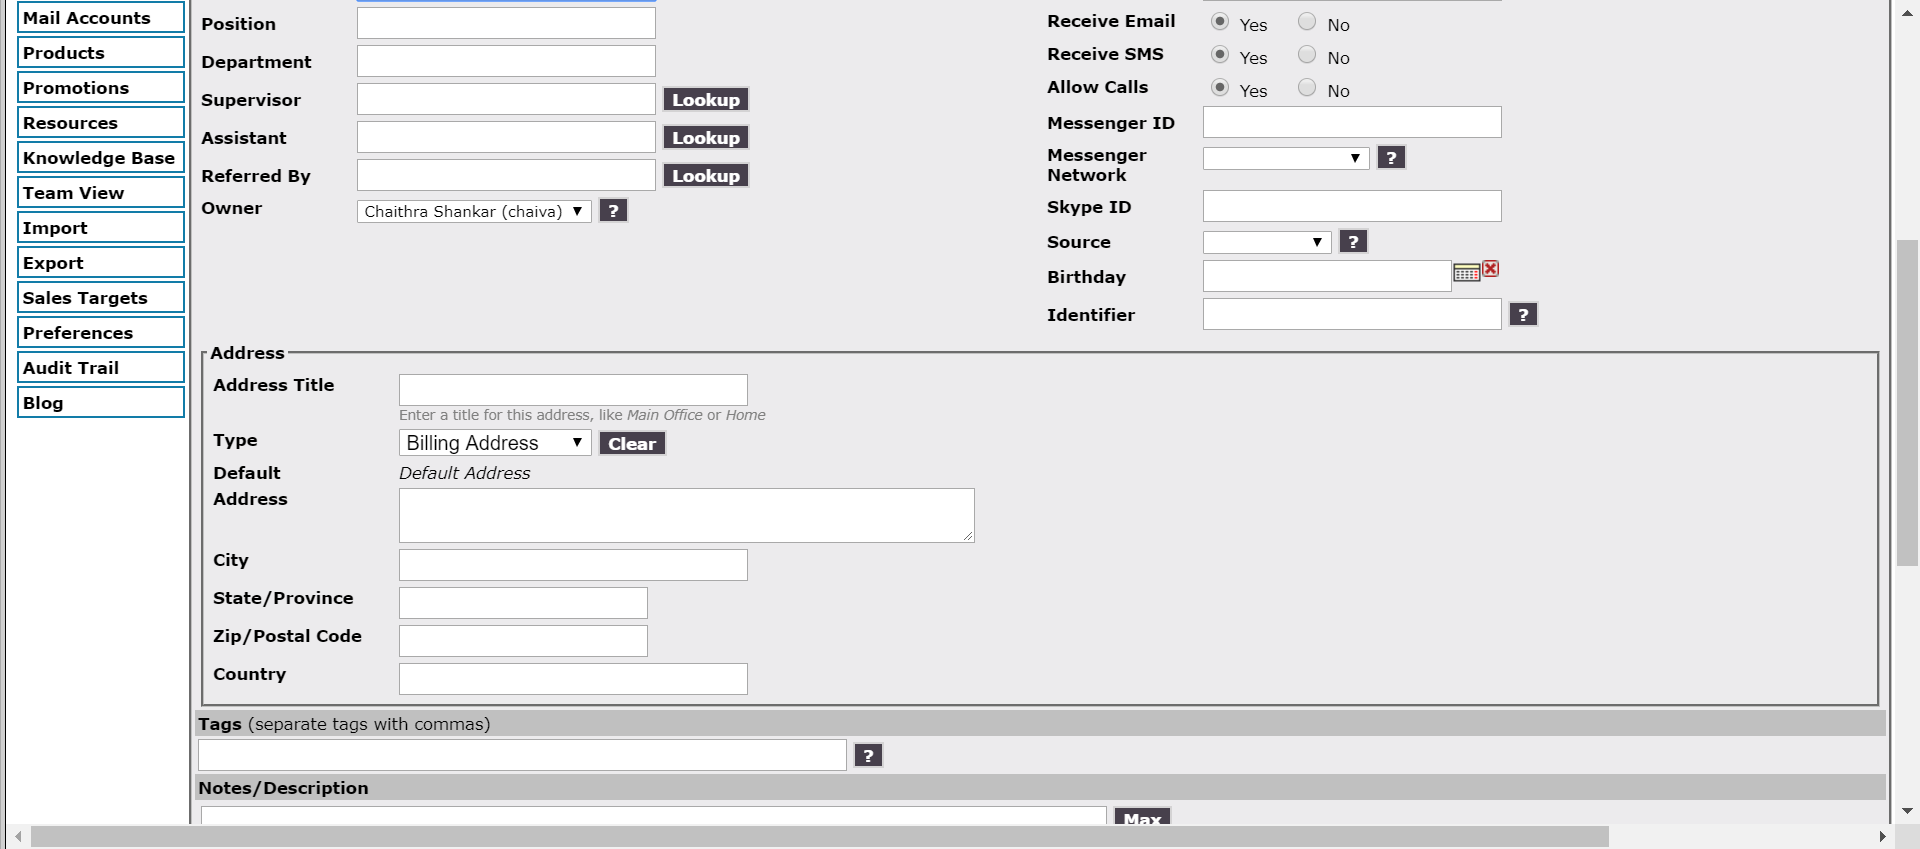 Mail Accounts
Products
Promotions
Resources
Knowledge Base
Team View
Import
Export
Sales Targets
Preferences
Audit Trail
Blog
Position
Department
Supervisor Lookup
Assistant Lookup
Referred By Lookup
Owner Chaithra Shankar (chaiva) ?
Receive Email Yes No
Receive SMS Yes No
Allow Calls Yes No
Messenger ID
Messenger
Network ?
Skype ID
Source ?
Birthday
Identifier ?
Address
Address Title
Enter a title for this address, like Main Office or Home
Type Billing Address Clear
Default Default Address
Address
City
State/Province
Zip/Postal Code
Country
Tags (separate tags with commas)
?
Notes/Description
Max